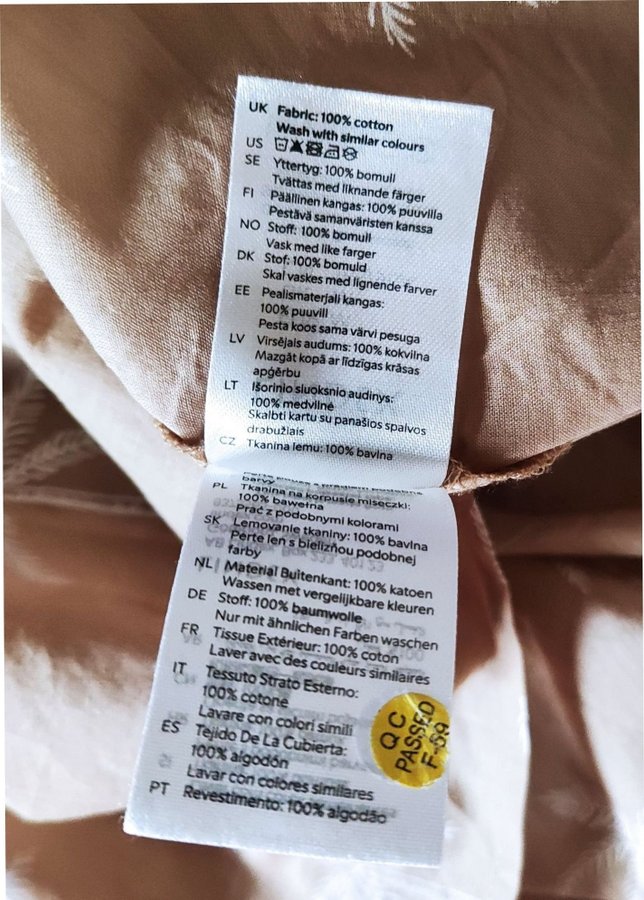 UK Fabric: 100% cotton
Wash with similar colours
US
SE Yttertyg: 100% bomull
Tvättas med liknande färger
FI Päällinen kangas: 100% puuvilla
Pestävä samanväristen kanssa
NO Stoff: 100% bomull
Vask med like farger
DK Stof: 100% bomuld
Skal vaskes med lignende farver
EE Pealismaterjali kangas:
100% puuvill
Pesta koos sama värvi pesuga
LV Virsējais audums: 100% kokvilna
Mazgāt kopā ar līdzīgas krāsas
apģērbu
LT Išorinio sluoksnio audinys:
100% medvilnė
Skalbti kartu su panašios spalvos
drabužiais
CZ Tkanina lemu: 100% bavlna
barvy
PL Tkanina na korpusie miseczki:
100% bawełna
Prać z podobnymi kolorami
SK Lemovanie tkaniny: 100% bavlna
Perte len s bielizňou podobnej
farby
NL Material Buitenkant: 100% katoen
Wassen met vergelijkbare kleuren
DE Stoff: 100% baumwolle
Nur mit ähnlichen Farben waschen
FR Tissue Extérieur: 100% coton
Laver avec des couleurs similaires
IT Tessuto Strato Esterno:
100% cotone
Lavare con colori simili
ES Tejido De La Cubierta:
100% algodón
Lavar con colores similares
PT Revestimento: 100% algodão
QC
PASSED
F-59